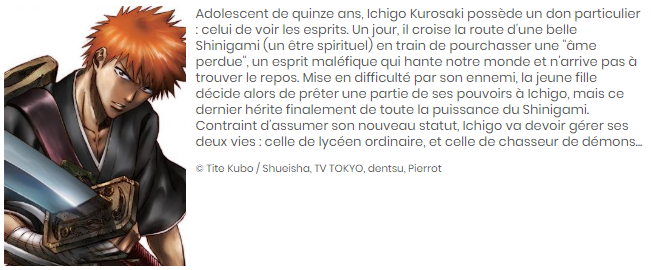 Adolescent de quinze ans, Ichigo Kurosaki possède un don particulier
: celui de voir les esprits. Un jour, il croise la route d'une belle
Shinigami (un être spirituel) en train de pourchasser une "âme
perdue", un esprit maléfique qui hante notre monde et n'arrive pas à
trouver le repos. Mise en difficulté par son ennemi, la jeune fille
décide alors de prêter une partie de ses pouvoirs à Ichigo, mais ce
dernier hérite finalement de toute la puissance du Shinigami.
Contraint d'assumer son nouveau statut, Ichigo va devoir gérer ses
deux vies : celle de lycéen ordinaire, et celle de chasseur de démons...
© Tite Kubo / Shueisha, TV TOKYO, dentsu, Pierrot